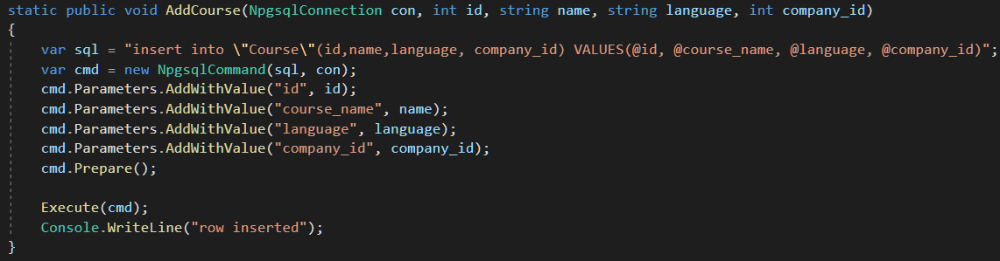 static public void AddCourse(NpgsqlConnection con, int id, string name, string language, int company_id)
{
var sql = "insert into \"Course\"(id,name,language, company_id) VALUES(@id, @course_name, @language, @company_id)";
var cmd = new NpgsqlCommand(sql, con);
cmd.Parameters.AddWithValue("id", id);
cmd.Parameters.AddWithValue("course_name", name);
cmd.Parameters.AddWithValue("language", language);
cmd.Parameters.AddWithValue("company_id", company_id);
cmd.Prepare();
Execute(cmd);
Console.WriteLine("row inserted");
}